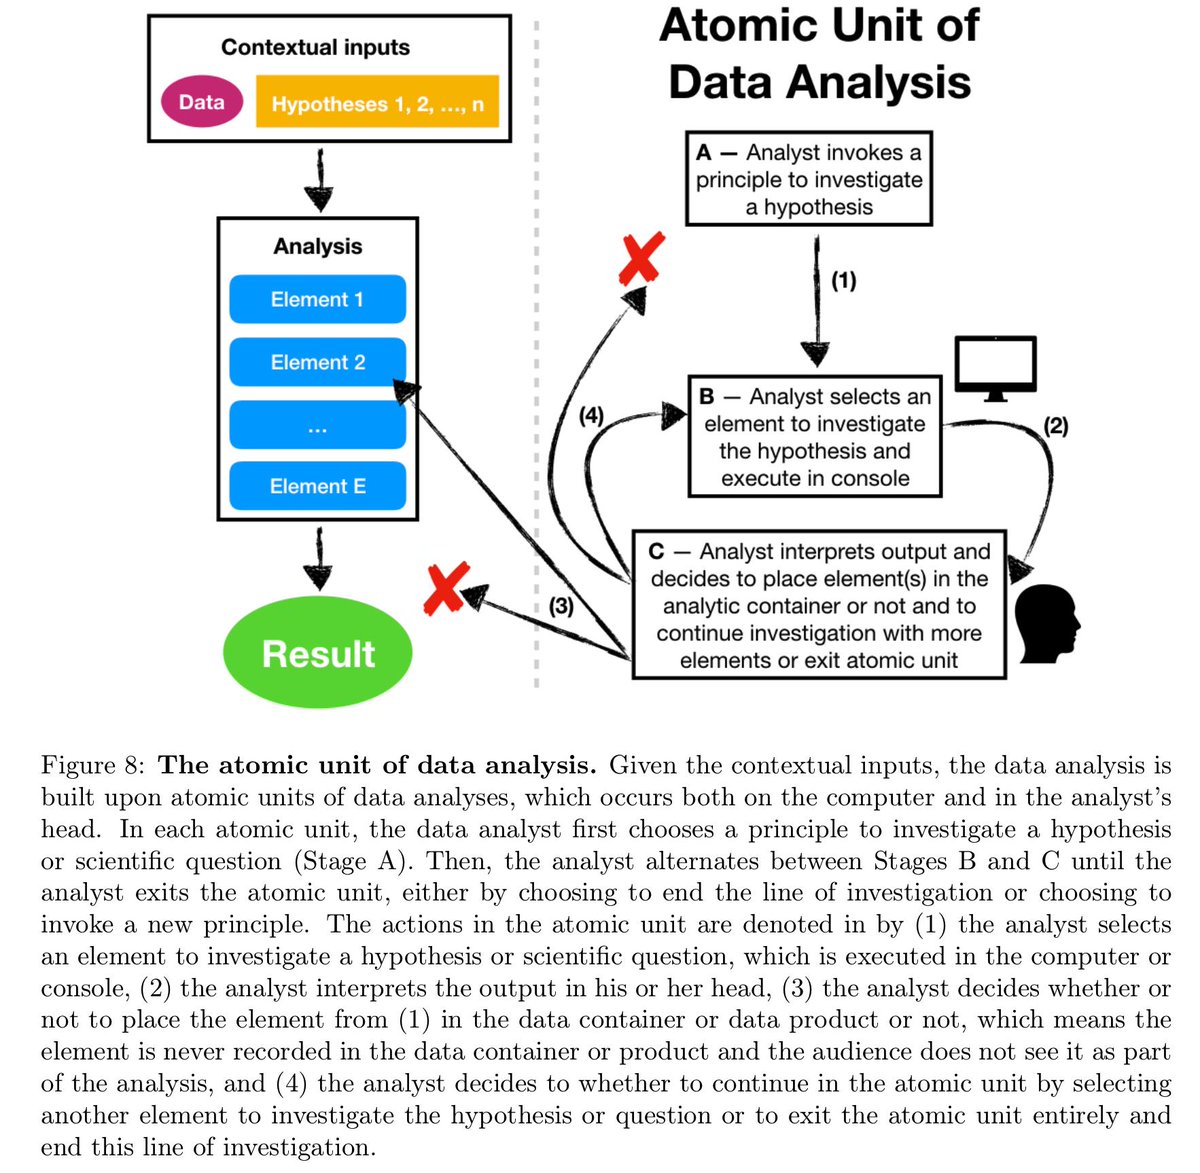 Contextual inputs
Data
Hypotheses 1, 2, ..., n
Analysis
Element 1
Element 2
...
Element E
Result
Atomic Unit of
Data Analysis
A — Analyst invokes a
principle to investigate
a hypothesis
(1)
B — Analyst selects an
element to investigate
the hypothesis and
execute in console
(2)
(4)
C — Analyst interprets output and
decides to place element(s) in the
analytic container or not and to
continue investigation with more
elements or exit atomic unit
(3)
Figure 8: The atomic unit of data analysis. Given the contextual inputs, the data analysis is
built upon atomic units of data analyses, which occurs both on the computer and in the analyst's
head. In each atomic unit, the data analyst first chooses a principle to investigate a hypothesis
or scientific question (Stage A). Then, the analyst alternates between Stages B and C until the
analyst exits the atomic unit, either by choosing to end the line of investigation or choosing to
invoke a new principle. The actions in the atomic unit are denoted in by (1) the analyst selects
an element to investigate a hypothesis or scientific question, which is executed in the computer or
console, (2) the analyst interprets the output in his or her head, (3) the analyst decides whether or
not to place the element from (1) in the data container or data product or not, which means the
element is never recorded in the data container or product and the audience does not see it as part
of the analysis, and (4) the analyst decides to whether to continue in the atomic unit by selecting
another element to investigate the hypothesis or question or to exit the atomic unit entirely and
end this line of investigation.